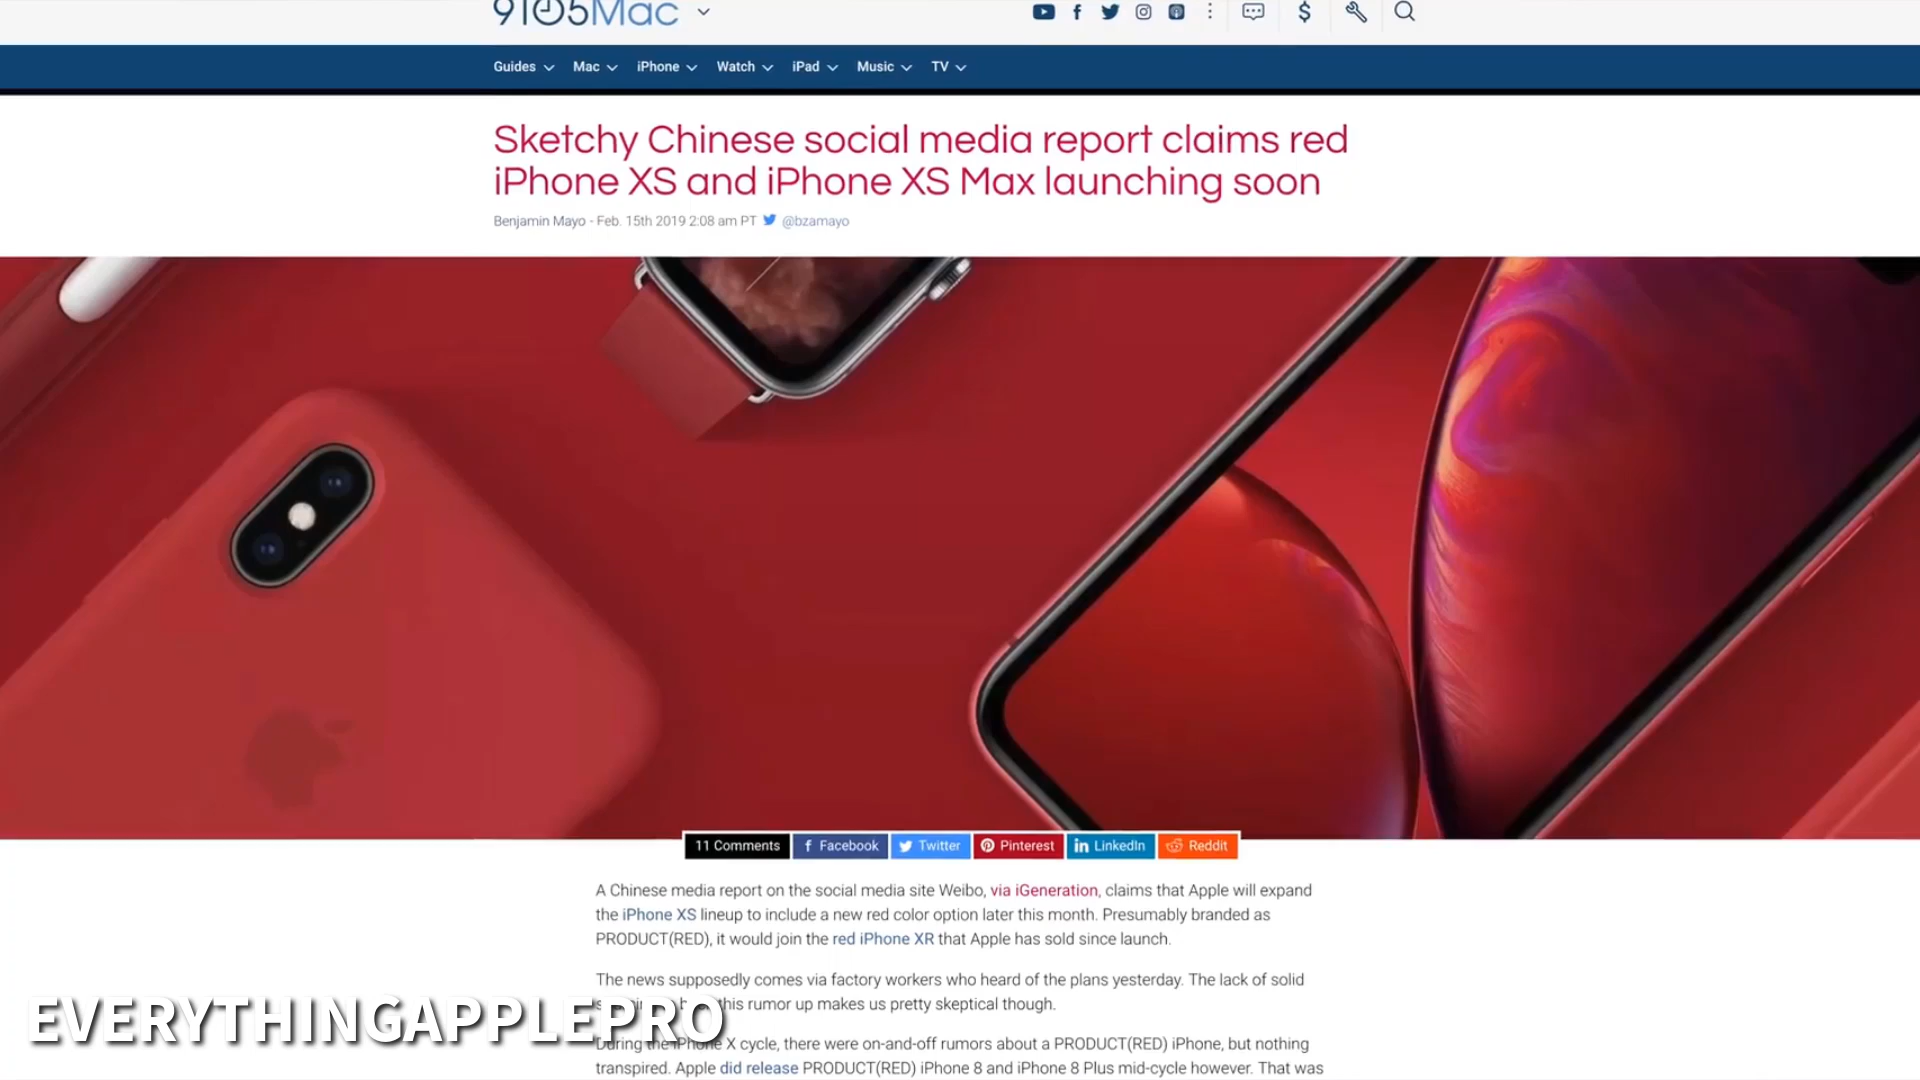 9TO5Mac
Guides Mac iPhone Watch iPad Music TV
Sketchy Chinese social media report claims red
iPhone XS and iPhone XS Max launching soon
Benjamin Mayo - Feb. 15th 2019 2:08 am PT @bzamayo
11 Comments Facebook Twitter Pinterest LinkedIn Reddit
A Chinese media report on the social media site Weibo, via iGeneration, claims that Apple will expand
the iPhone XS lineup to include a new red color option later this month. Presumably branded as
PRODUCT(RED), it would join the red iPhone XR that Apple has sold since launch.
The news supposedly comes via factory workers who heard of the plans yesterday. The lack of solid
this rumor up makes us pretty skeptical though.
EVERYTHINGAPPLEPRO
During the iPhone X cycle, there were on-and-off rumors about a PRODUCT(RED) iPhone, but nothing
transpired. Apple did release PRODUCT(RED) iPhone 8 and iPhone 8 Plus mid-cycle however. That was